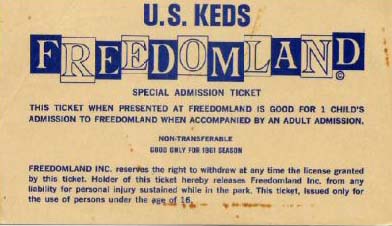 U.S. KEDS
FREEDOMLAND
©
SPECIAL ADMISSION TICKET
THIS TICKET WHEN PRESENTED AT FREEDOMLAND IS GOOD FOR 1 CHILD'S
ADMISSION TO FREEDOMLAND WHEN ACCOMPANIED BY AN ADULT ADMISSION.
NON-TRANSFERABLE
GOOD ONLY FOR 1961 SEASON
FREEDOMLAND INC. reserves the right to withdrew at any time the license granted
by this ticket. Holder of this ticket hereby releases Freedomland Inc. from any
liability for personal injury sustained while in the park. This ticket, issued only for
the use of persons under the age of 16.